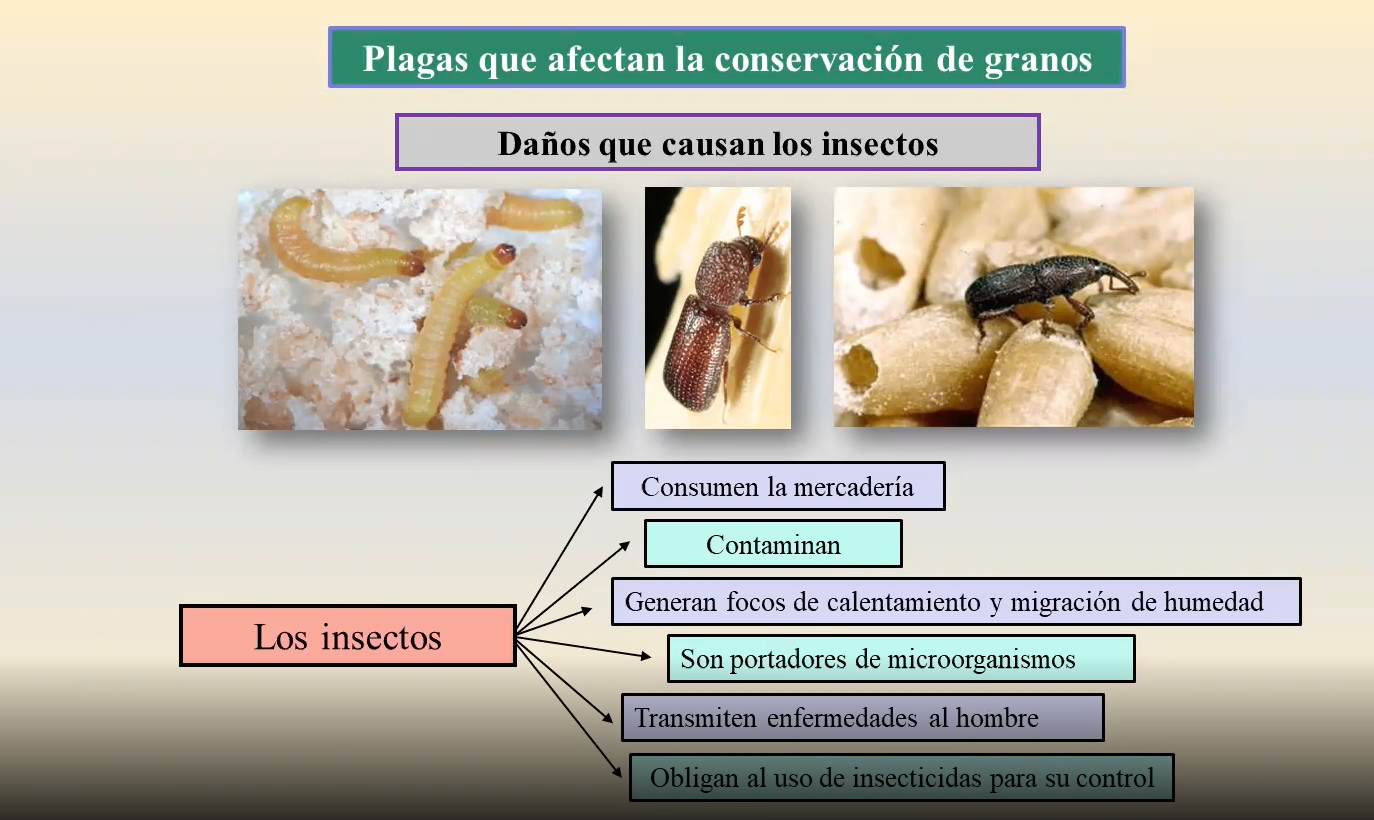 Plagas que afectan la conservación de granos
Daños que causan los insectos
Consumen la mercadería
Contaminan
Generan focos de calentamiento y migración de humedad
Los insectos
Son portadores de microorganismos
Transmiten enfermedades al hombre
Obligan al uso de insecticidas para su control